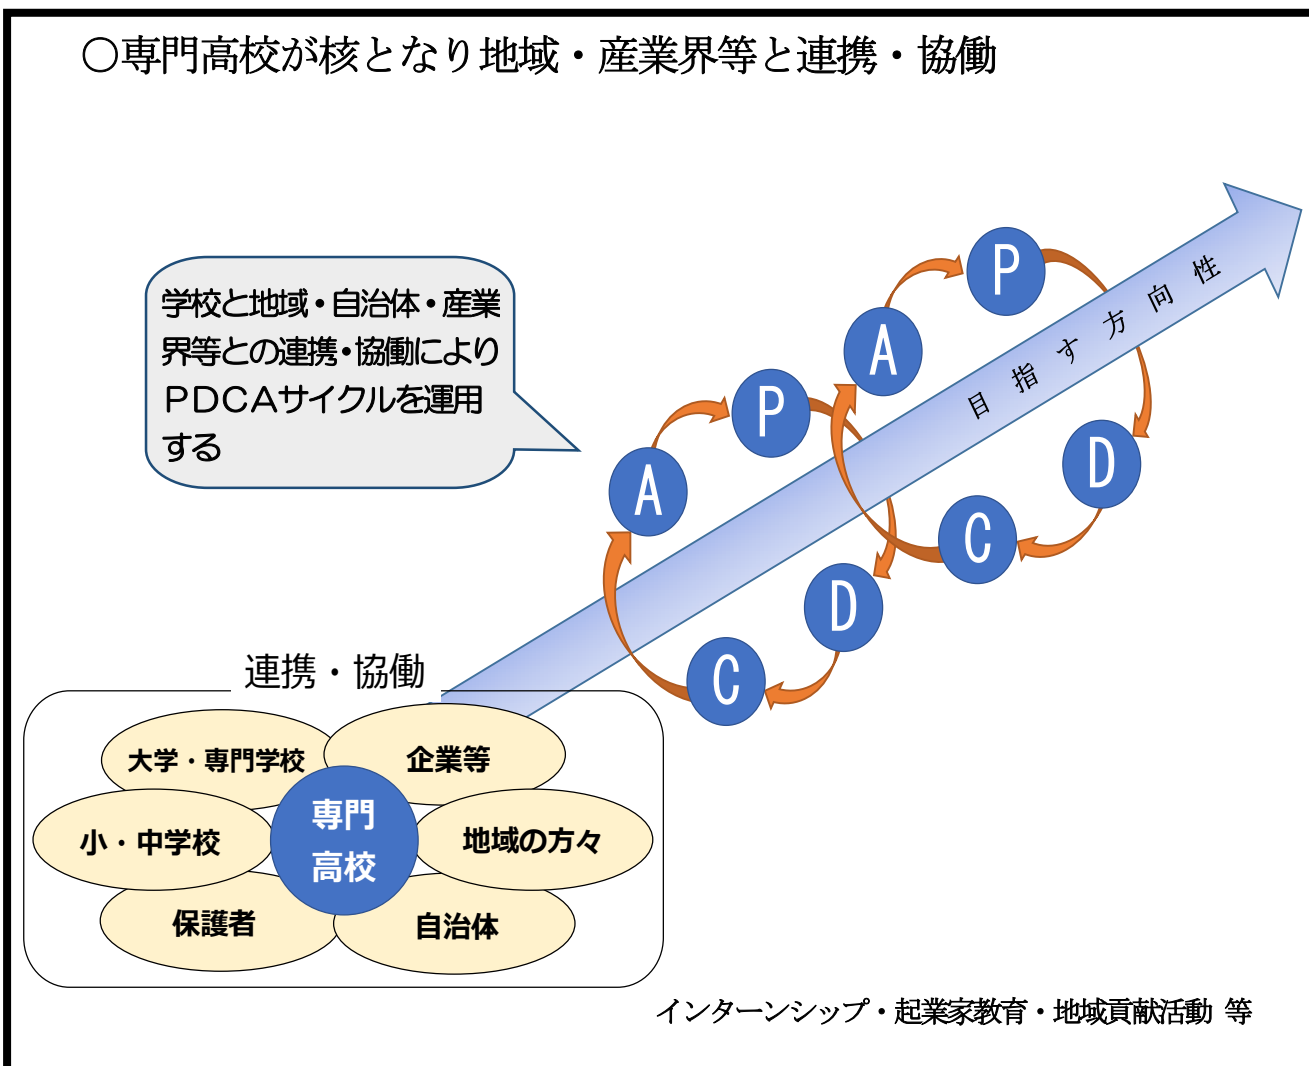 ○専門高校が核となり地域・産業界等と連携・協働
学校と地域・自治体・産業
界等との連携・協働により
ＰＤＣＡサイクルを運用
する
目指す方向性
P
A
D
C
P
A
D
C
連携・協働
大学・専門学校
企業等
小・中学校
専門
高校
地域の方々
保護者
自治体
インターンシップ・起業家教育・地域貢献活動 等